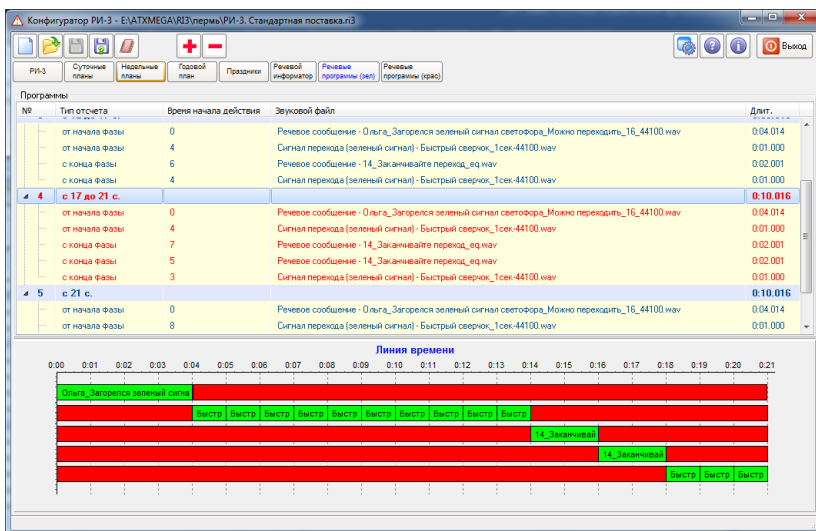 Конфигуратор РИ-3 - E:\ATXMEGA\RI3\пермь\РИ-3. Стандартная поставка.ri3
Выход
РИ-3 Суточные планы Недельные планы Годовой план Праздники Речевой информатор Речевые программы (зел) Речевые программы (крас)
Программы
№ Тип отсчета Время начала действия Звуковой файл Длит.
от начала фазы 0 Речевое сообщение - Ольга_Загорелся зеленый сигнал светофора_Можно переходить_16_44100.wav 0:04.014
от начала фазы 4 Сигнал перехода (зеленый сигнал) - Быстрый сверчок_1сек-44100.wav 0:01.000
с конца фазы 6 Речевое сообщение - 14_Заканчивайте переход_eq.wav 0:02.001
с конца фазы 4 Сигнал перехода (зеленый сигнал) - Быстрый сверчок_1сек-44100.wav 0:01.000
4 с 17 до 21 с. 0:10.016
от начала фазы 0 Речевое сообщение - Ольга_Загорелся зеленый сигнал светофора_Можно переходить_16_44100.wav 0:04.014
от начала фазы 4 Сигнал перехода (зеленый сигнал) - Быстрый сверчок_1сек-44100.wav 0:01.000
с конца фазы 7 Речевое сообщение - 14_Заканчивайте переход_eq.wav 0:02.001
с конца фазы 5 Речевое сообщение - 14_Заканчивайте переход_eq.wav 0:02.001
с конца фазы 3 Сигнал перехода (зеленый сигнал) - Быстрый сверчок_1сек-44100.wav 0:01.000
5 с 21 с. 0:10.016
от начала фазы 0 Речевое сообщение - Ольга_Загорелся зеленый сигнал светофора_Можно переходить_16_44100.wav 0:04.014
от начала фазы 8 Сигнал перехода (зеленый сигнал) - Быстрый сверчок_1сек-44100.wav 0:01.000
Линия времени
0:00 0:01 0:02 0:03 0:04 0:05 0:06 0:07 0:08 0:09 0:10 0:11 0:12 0:13 0:14 0:15 0:16 0:17 0:18 0:19 0:20 0:21
Ольга_Загорелся зеленый сигна
Быстр Быстр Быстр Быстр Быстр Быстр Быстр Быстр Быстр Быстр
14_Заканчивай
14_Заканчивай
Быстр Быстр Быстр